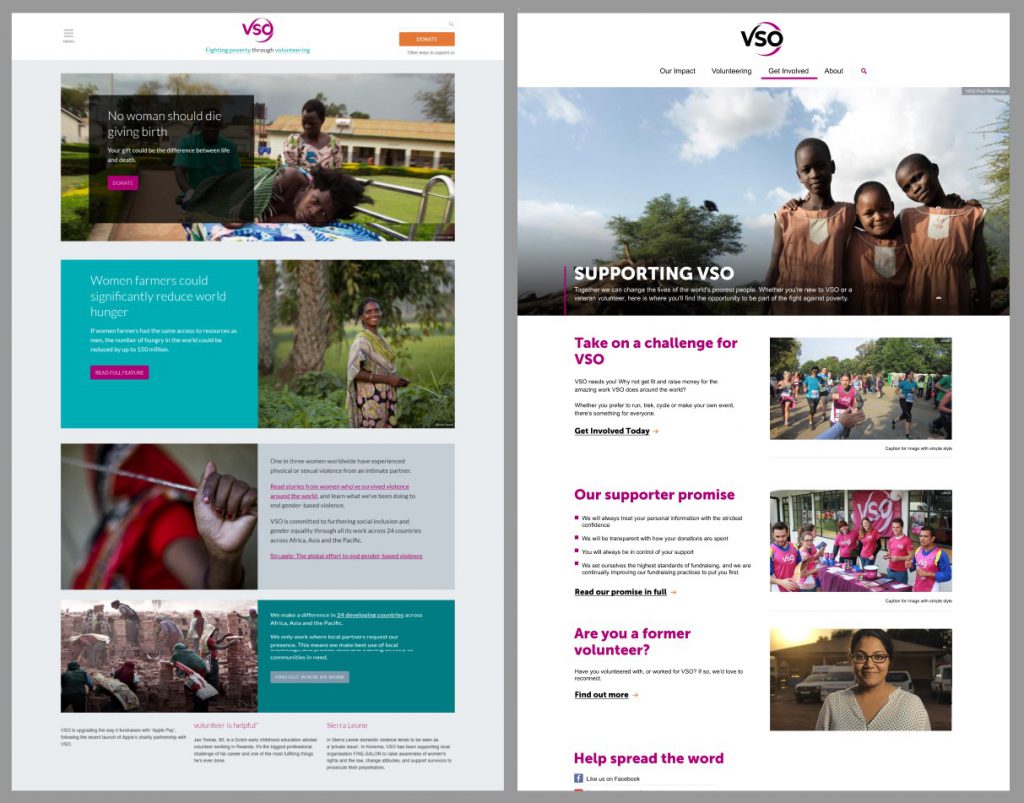 MENU
VSO
Fighting poverty through volunteering
DONATE
Other ways to support us
No woman should die
giving birth
Your gift could be the difference between life
and death.
DONATE
Women farmers could
significantly reduce world
hunger
If women farmers had the same access to resources as
men, the number of hungry in the world could be
reduced by up to 150 million.
READ FULL FEATURE
One in three women worldwide have experienced
physical or sexual violence from an intimate partner.
Read stories from women who've survived violence
around the world, and learn what we've been doing to
end gender-based violence.
VSO is committed to furthering social inclusion and
gender equality through all its work across 24 countries
across Africa, Asia and the Pacific.
Struggle: The global effort to end gender-based violence
We make a difference in 24 developing countries across
Africa, Asia and the Pacific.
We only work where local partners request our
presence. This means we make best use of local
communities in need.
FIND OUT WHERE WE WORK
VSO is upgrading the way it fundraises with 'Apple Pay',
following the recent launch of Apple's charity partnership with
VSO.
volunteer is helpful"
Jan Tomas, 60, is a Dutch early childhood education adviser
volunteer working in Rwanda. It's the biggest professional
challenge of his career and one of the most fulfilling things
he's ever done.
Sierra Leone
In Sierra Leone domestic violence tends to be seen as
a 'private issue'. In Kenema, VSO has been supporting local
organisation FINE-SALON to raise awareness of women's
rights and the law, change attitudes, and support survivors to
prosecute their perpetrators.
VSO
Our Impact Volunteering Get Involved About
SUPPORTING VSO
Together we can change the lives of the world's poorest people. Whether you're new to VSO or a
veteran volunteer, here is where you'll find the opportunity to be part of the fight against poverty.
Take on a challenge for
VSO
VSO needs you! Why not get fit and raise money for the
amazing work VSO does around the world?
Whether you prefer to run, trek, cycle or make your own event,
there's something for everyone.
Get Involved Today
Caption for image with simple style
Our supporter promise
We will always treat your personal information with the strictest
confidence
We will be transparent with how your donations are spent
You will always be in control of your support
We set ourselves the highest standards of fundraising, and we are
continually improving our fundraising practices to put you first
Read our promise in full
vso
Caption for image with simple style
Are you a former
volunteer?
Have you volunteered with, or worked for VSO? If so, we'd love to
reconnect.
Find out more
Help spread the word
Like us on Facebook